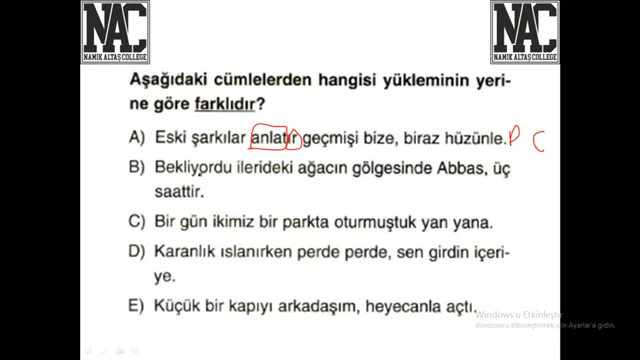 NAC NAC
NAMIK ALTAŞ COLLEGE NAMIK ALTAŞ COLLEGE
Aşağıdaki cümlelerden hangisi yükleminin yeri-
ne göre farklıdır?
A) Eski şarkılar anlatır geçmişi bize, biraz hüzünle. D C
B) Bekliyordu ilerideki ağacın gölgesinde Abbas, üç
saattir.
C) Bir gün ikimiz bir parkta oturmuştuk yan yana.
D) Karanlık ıslanırken perde perde, sen girdin içeri-
ye.
E) Küçük bir kapıyı arkadaşım, heyecanla açtı.
Windows'u Etkinleştir
Windows'u etkinleştirmek için Ayarlar'a gidin.